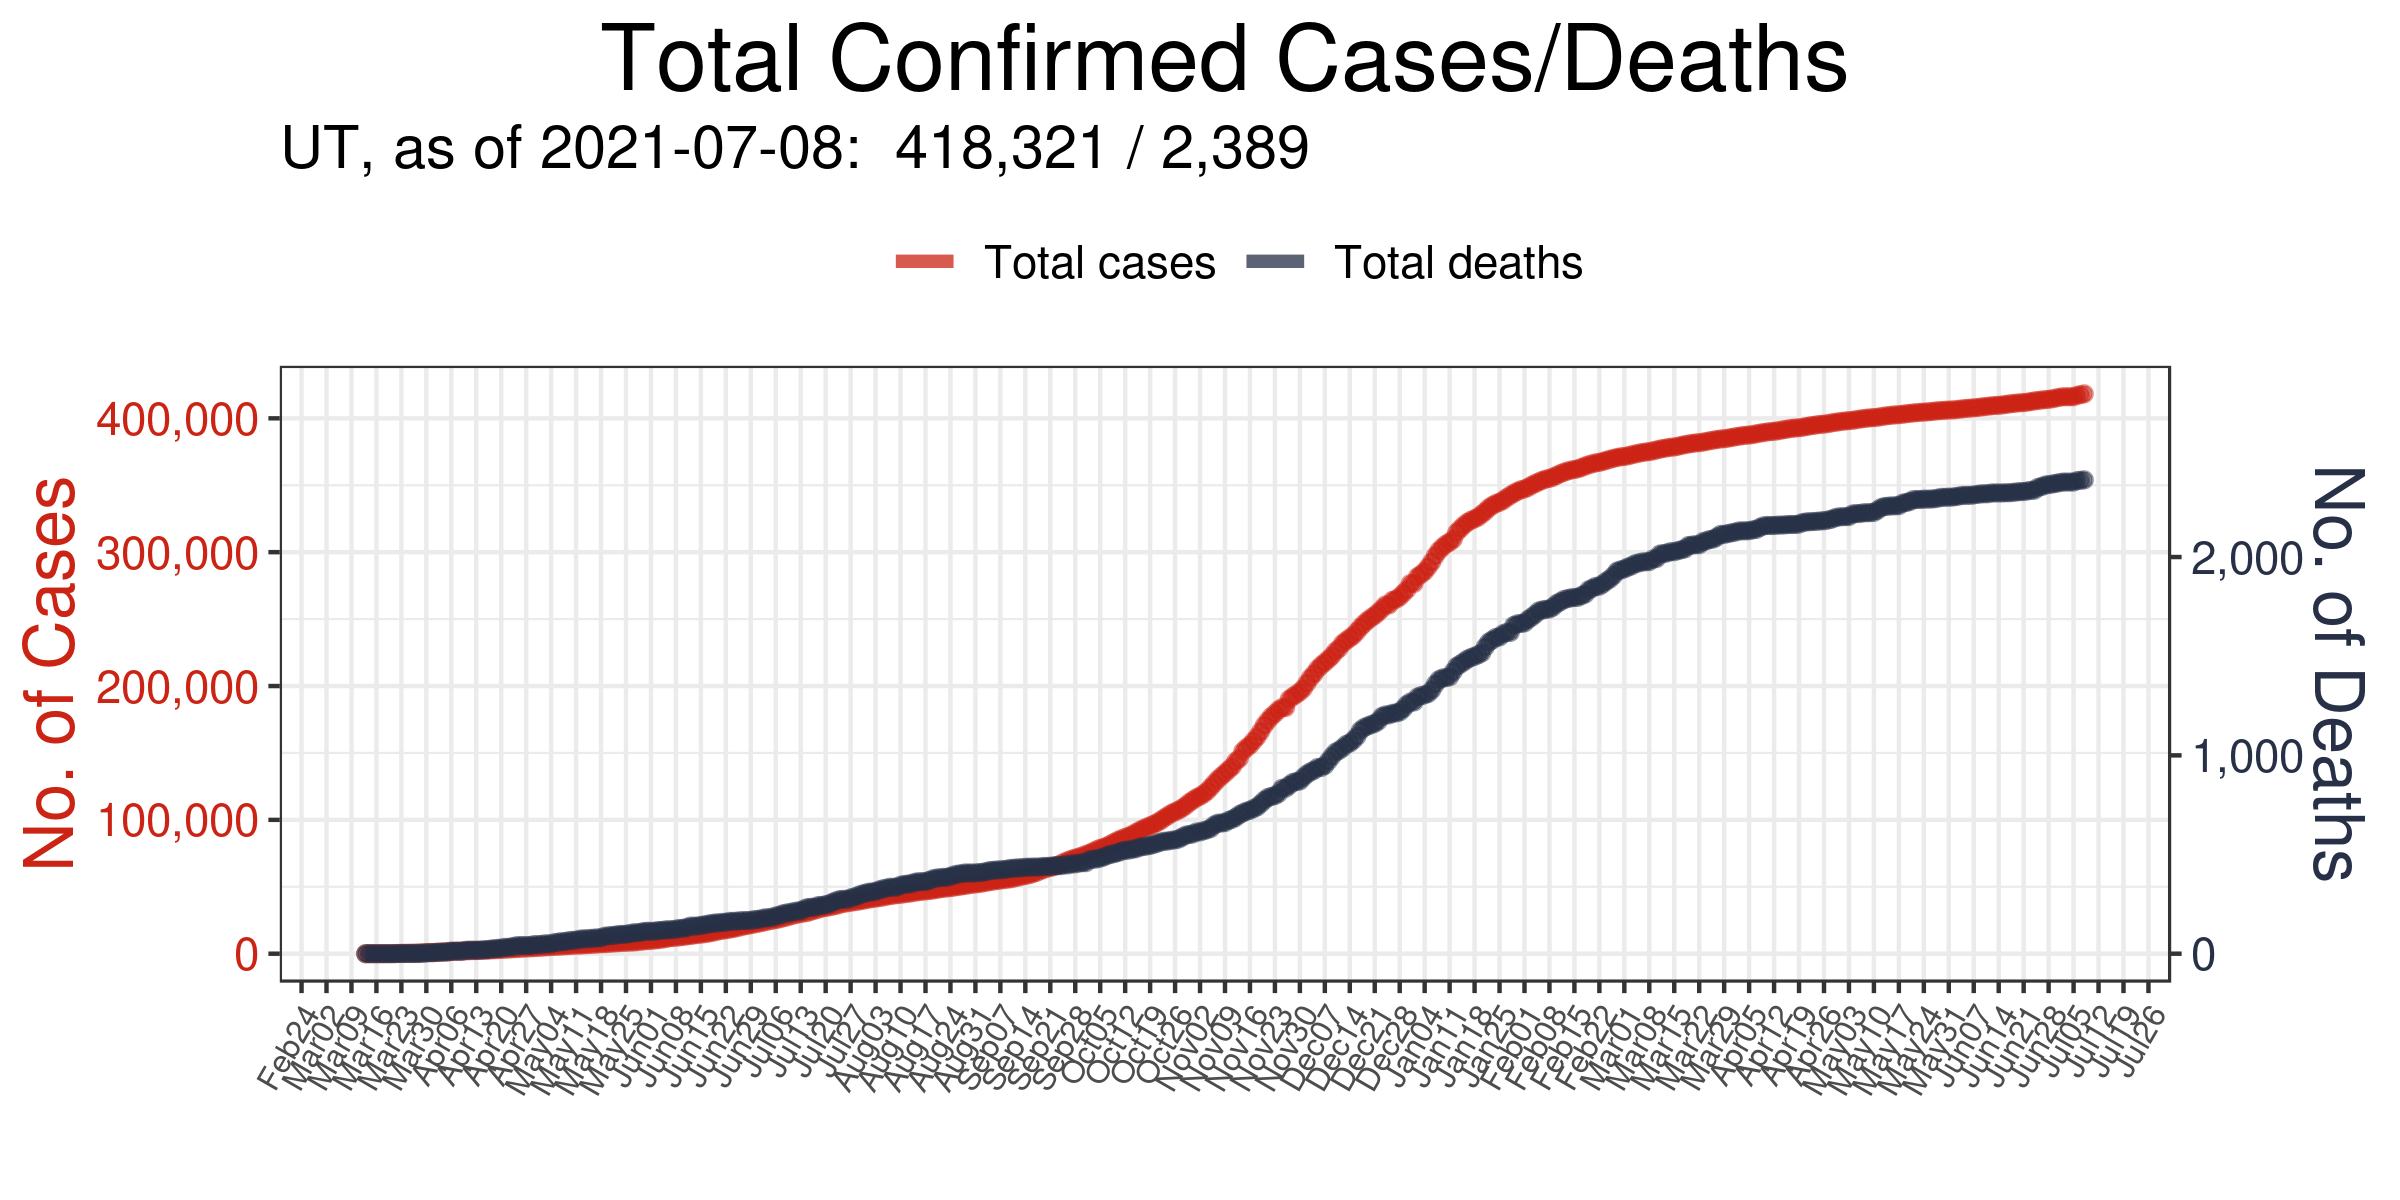 Total Confirmed Cases/Deaths
UT, as of 2021-07-08:  418,321 / 2,389
Total cases
Total deaths
No. of Cases
400,000
300,000
200,000
100,000
0
2,000
1,000
0
No. of Deaths
Feb24
Mar02
Mar09
Mar16
Mar23
Mar30
Apr06
Apr13
Apr20
Apr27
May04
May11
May18
May25
Jun01
Jun08
Jun15
Jun22
Jun29
Jul06
Jul13
Jul20
Jul27
Aug03
Aug10
Aug17
Aug24
Aug31
Sep07
Sep14
Sep21
Sep28
Oct05
Oct12
Oct19
Oct26
Nov02
Nov09
Nov16
Nov23
Nov30
Dec07
Dec14
Dec21
Dec28
Jan04
Jan11
Jan18
Jan25
Feb01
Feb08
Feb15
Feb22
Mar01
Mar08
Mar15
Mar22
Mar29
Apr05
Apr12
Apr19
Apr26
May03
May10
May17
May24
May31
Jun07
Jun14
Jun21
Jun28
Jul05
Jul12
Jul19
Jul26